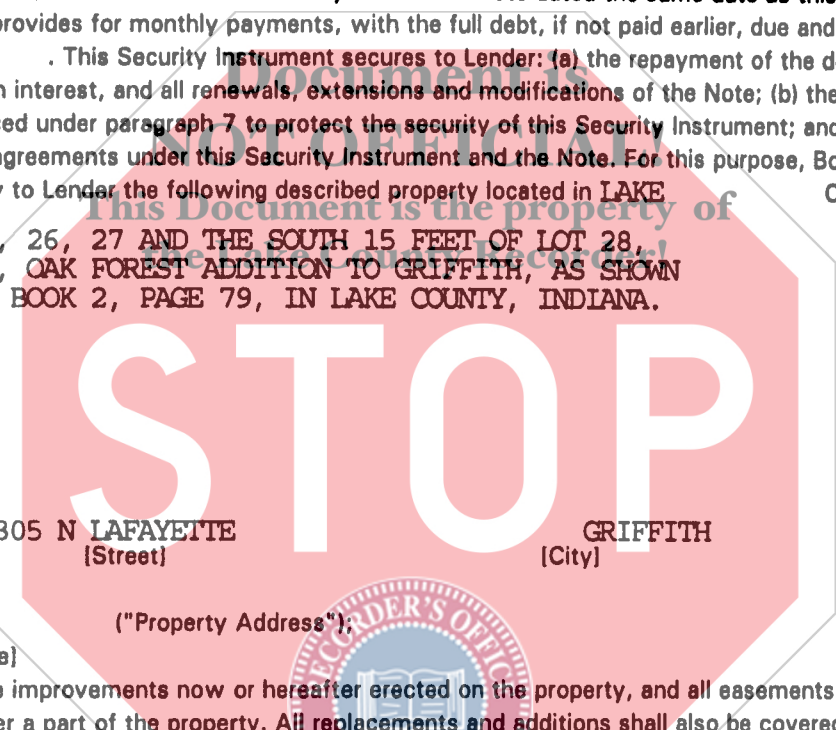 provides for monthly payments, with the full debt, if not paid earlier, due and
. This Security Instrument secures to Lender: (a) the repayment of the d
Document is
n interest, and all renewals, extensions and modifications of the Note; (b) the
ced under paragraph 7 to protect the security of this Security Instrument; and
NOT OFFICIAL!
agreements under this Security Instrument and the Note. For this purpose, Bo
y to Lender the following described property located in LAKE C
This Document is the property of
, 26, 27 AND THE SOUTH 15 FEET OF LOT 28,
the Lake County Recorder!
, OAK FOREST ADDITION TO GRIFFITH, AS SHOWN
BOOK 2, PAGE 79, IN LAKE COUNTY, INDIANA.
STOP
305 N LAFAYETTE GRIFFITH
[Street] [City]
RECORDER'S OFFIC
("Property Address");
e]
e improvements now or hereafter erected on the property, and all easements
er a part of the property. All replacements and additions shall also be covered